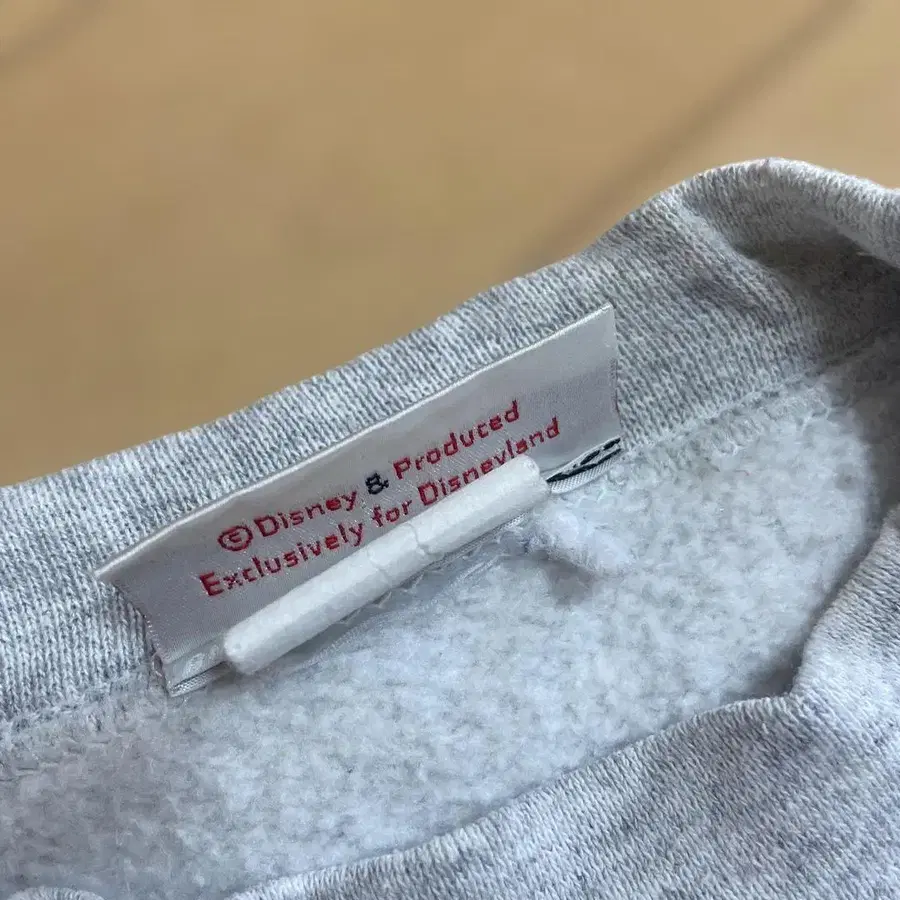 ©Disney & Produced
Exclusively for Disneyland